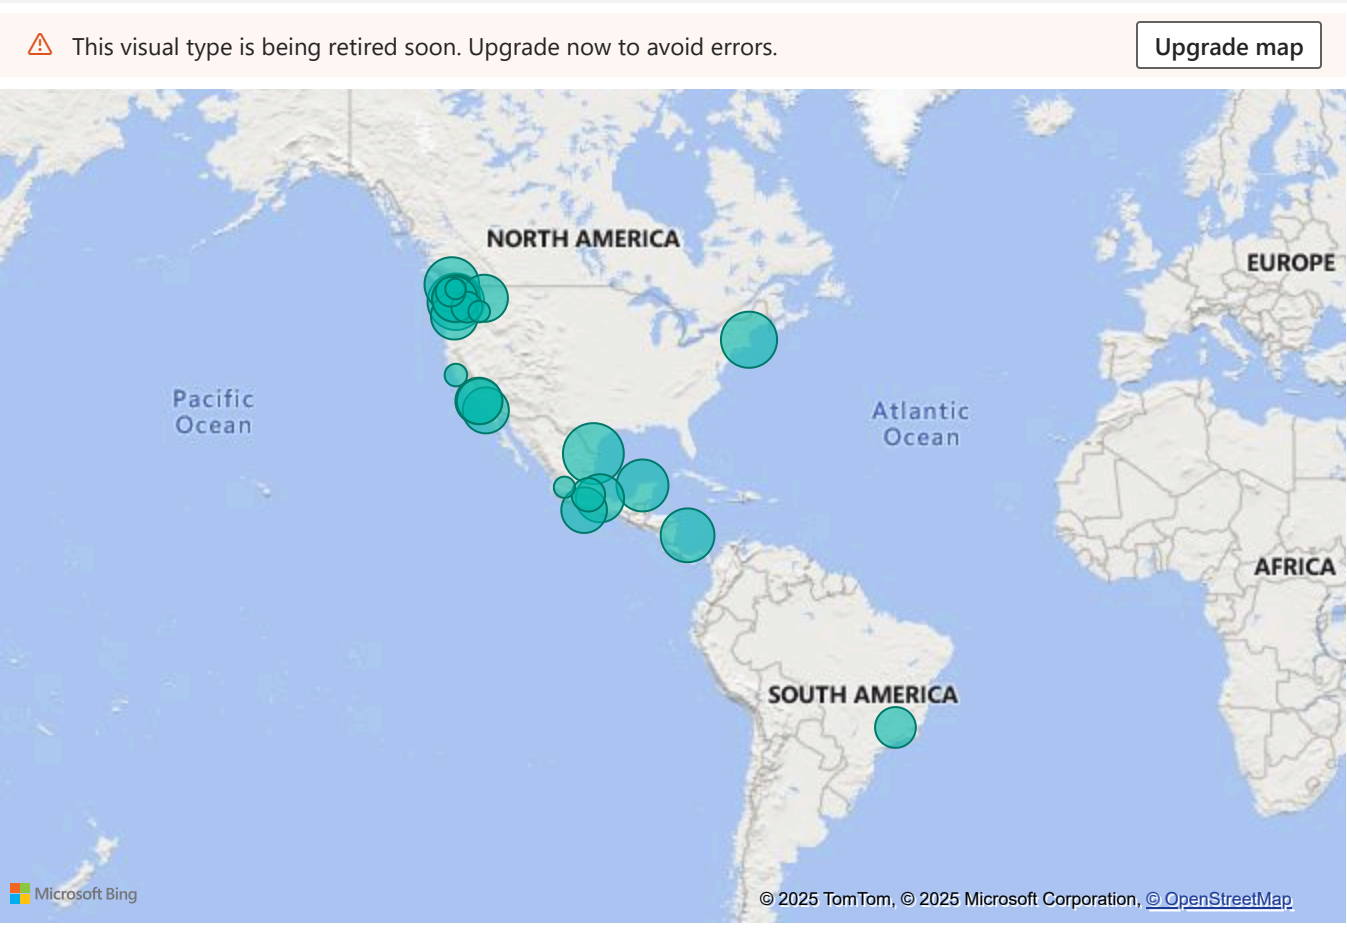 This visual type is being retired soon. Upgrade now to avoid errors.
Upgrade map
NORTH AMERICA
EUROPE
Pacific
Ocean
Atlantic
Ocean
AFRICA
SOUTH AMERICA
Microsoft Bing
© 2025 TomTom, © 2025 Microsoft Corporation, © OpenStreetMap